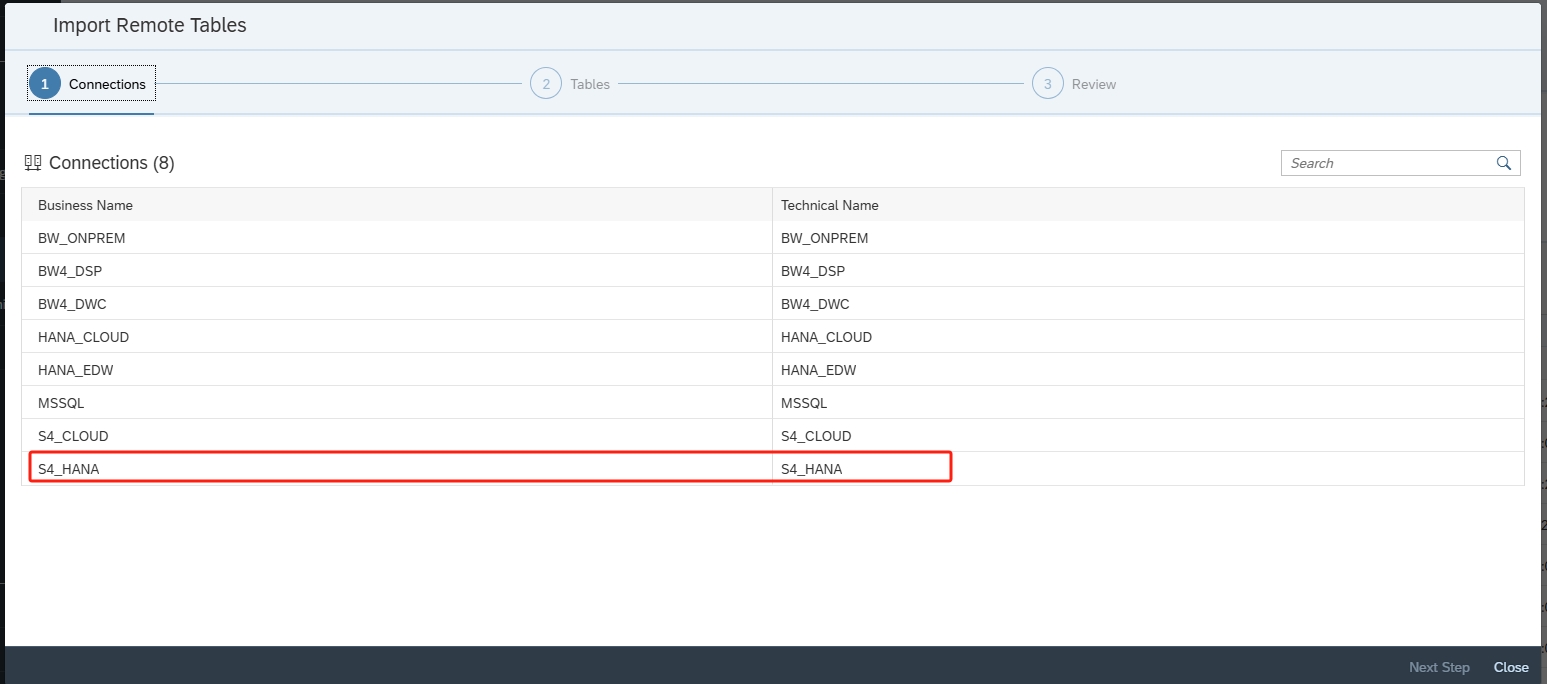 Import Remote Tables
1 Connections 2 Tables 3 Review
Connections (8) Search
Business Name Technical Name
BW_ONPREM BW_ONPREM
BW4_DSP BW4_DSP
BW4_DWC BW4_DWC
HANA_CLOUD HANA_CLOUD
HANA_EDW HANA_EDW
MSSQL MSSQL
S4_CLOUD S4_CLOUD
S4_HANA S4_HANA
Next Step Close